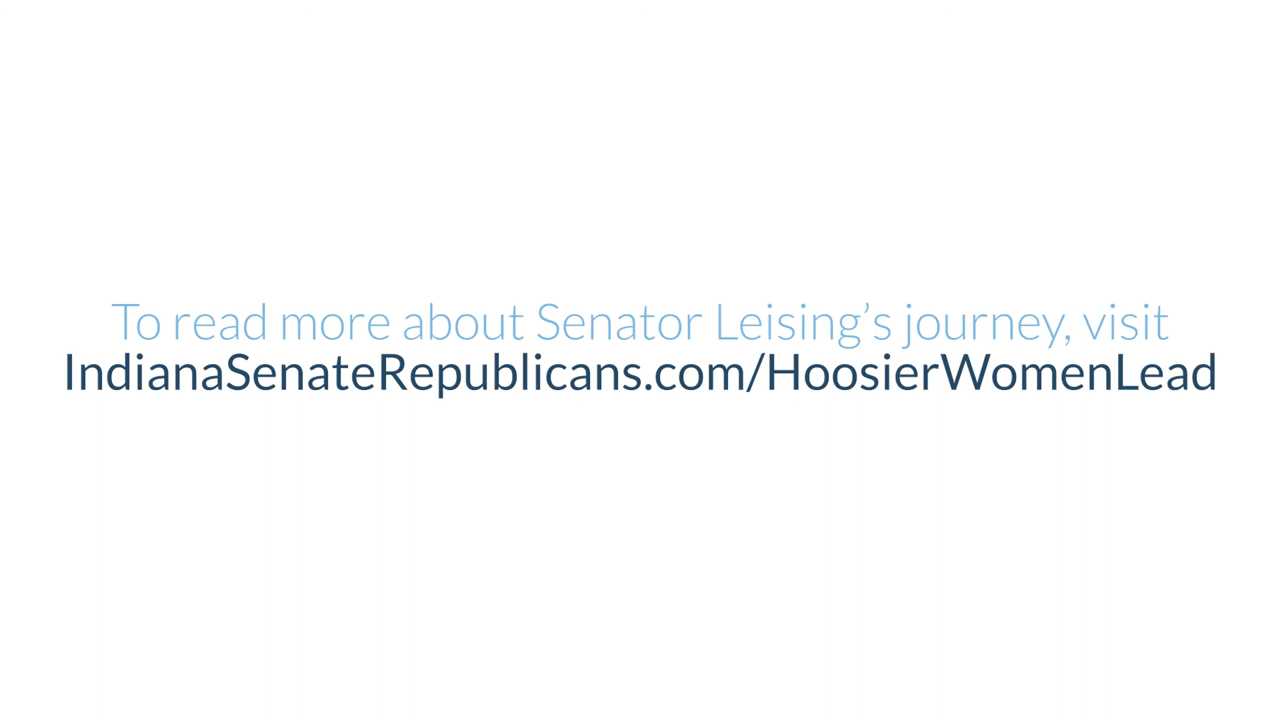 To read more about Senator Leising’s journey, visit
IndianaSenateRepublicans.com/HoosierWomenLead